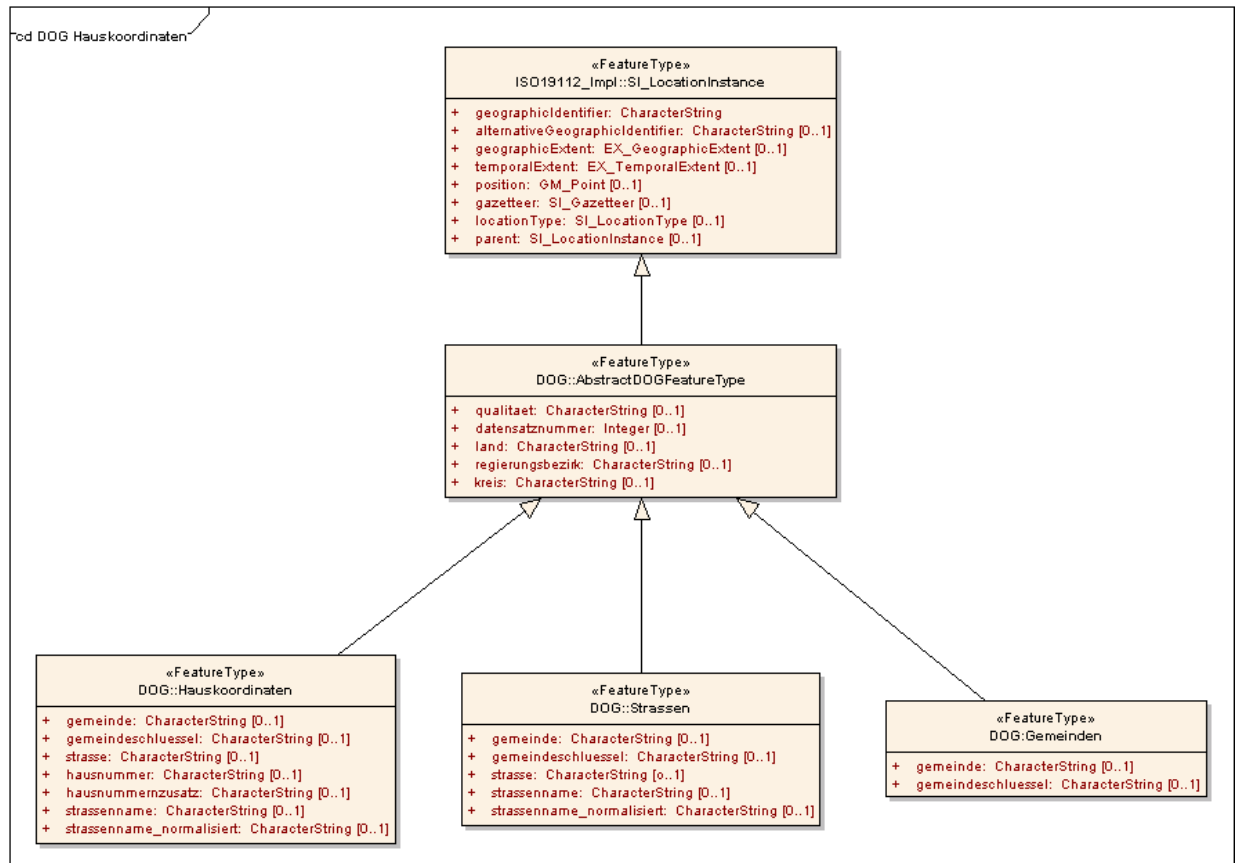 cd DOG Hauskoordinaten
«FeatureType»
ISO19112_Impl::SI_LocationInstance
+ geographicIdentifier: CharacterString
+ alternativeGeographicIdentifier: CharacterString [0..1]
+ geographicExtent: EX_GeographicExtent [0..1]
+ temporalExtent: EX_TemporalExtent [0..1]
+ position: GM_Point [0..1]
+ gazetteer: SI_Gazetteer [0..1]
+ locationType: SI_LocationType [0..1]
+ parent: SI_LocationInstance [0..1]
«FeatureType»
DOG::AbstractDOGFeatureType
+ qualitaet: CharacterString [0..1]
+ datensatznummer: Integer [0..1]
+ land: CharacterString [0..1]
+ regierungsbezirk: CharacterString [0..1]
+ kreis: CharacterString [0..1]
«FeatureType»
DOG::Hauskoordinaten
+ gemeinde: CharacterString [0..1]
+ gemeindeschluessel: CharacterString [0..1]
+ strasse: CharacterString [0..1]
+ hausnummer: CharacterString [0..1]
+ hausnummernzusatz: CharacterString [0..1]
+ strassenname: CharacterString [0..1]
+ strassenname_normalisiert: CharacterString [0..1]
«FeatureType»
DOG::Strassen
+ gemeinde: CharacterString [0..1]
+ gemeindeschluessel: CharacterString [0..1]
+ strasse: CharacterString [o..1]
+ strassenname: CharacterString [0..1]
+ strassenname_normalisiert: CharacterString [0..1]
«FeatureType»
DOG:Gemeinden
+ gemeinde: CharacterString [0..1]
+ gemeindeschluessel: CharacterString [0..1]